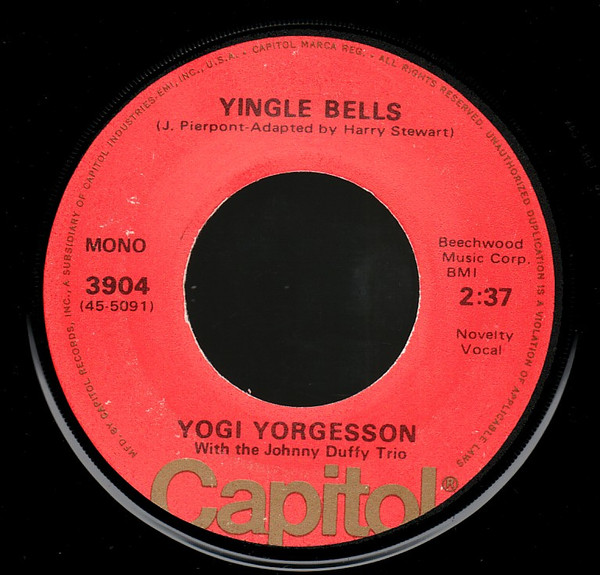 MFD. BY CAPITOL RECORDS, INC., A SUBSIDIARY OF CAPITOL INDUSTRIES-EMI, INC., U.S.A. - CAPITOL MARCA REG. - ALL RIGHTS RESERVED. UNAUTHORIZED DUPLICATION IS A VIOLATION OF APPLICABLE LAWS
YINGLE BELLS
(J. Pierpont-Adapted by Harry Stewart)
MONO
3904
(45-5091)
Beechwood
Music Corp.
BMI
2:37
Novelty
Vocal
YOGI YORGESSON
With the Johnny Duffy Trio
Capitol®